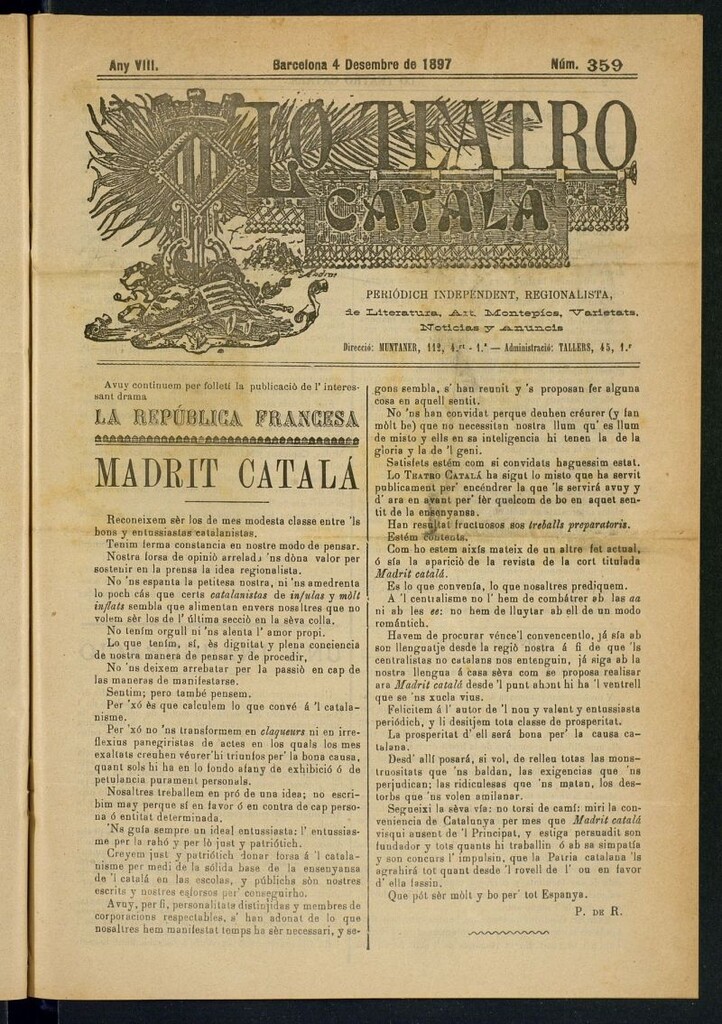 Any VIII.
Barcelona 4 Desembre de 1897
Núm. 359
LO TEATRO
CATALÁ
PERIÓDICH INDEPENDENT, REGIONALISTA,
de Literatura, Art, Montepíos, Varietats,
Noticias y Anuncis
Direcció: MUNTANER, 112, 4.rt - 1.ª — Administració: TALLERS, 45, 1.r
Avuy continuem per folletí la publicació de l' interes-
sant drama
LA REPÚBLICA FRANCESA
MADRIT CATALÁ
Reconeixem sèr los de mes modesta classe entre 'ls
bons y entussiastas catalanistas.
Tenim ferma constancia en nostre modo de pensar.
Nostra forsa de opinió arrelada 'ns dòna valor per
sostenir en la prensa la idea regionalista.
No 'ns espanta la petitesa nostra, ni 'ns amedrenta
lo poch cás que certs catalanistas de infulas y mòlt
inflats sembla que alimentan envers nosaltres que no
volem sèr los de l' última secció en la sèva colla.
No tením orgull ni 'ns alenta l' amor propi.
Lo que tením, sí, ès dignitat y plena conciencia
de nostra manera de pensar y de procedir,
No 'ns deixem arrebatar per la passió en cap de
las maneras de manifestarse.
Sentim; pero també pensem.
Per 'xó és que calculem lo que convé á 'l catala-
nisme.
Per 'xó no 'ns transformem en claqueurs ni en irre-
flexius panegiristas de actes en los quals los mes
exaltats creuhen véurer'hi triunfos per' la bona causa,
quant sols hi ha en lo fondo afany de exhibició ó de
petulancia purament personals.
Nosaltres treballem en pró de una idea; no escri-
bim may perque sí en favor ó en contra de cap perso-
na ó entitat determinada.
'Ns guía sempre un ideal entussiasta: l' entussias-
me per la rahó y per lò just y patriótich.
Creyem just y patriótich donar forsa á 'l catala-
nisme per medi de la sólida base de la ensenyansa
de 'l catalá en las escolas, y públichs són nostres
escrits y nostres esforsos per' conseguirho.
Avuy, per fi, personalitats distinjidas y membres de
corporacions respectables, s' han adonat de lo que
nosaltres hem manifestat temps ha sèr necessari, y se-
gons sembla, s' han reunit y 's proposan fer alguna
cosa en aquell sentit.
No 'ns han convidat perque deuhen créurer (y fan
mòlt be) que no necessitan nostra llum qu' es llum
de misto y ells en sa inteligencia hi tenen la de la
gloria y la de 'l geni.
Satisfets estém com si convidats haguessim estat.
Lo TEATRO CATALÁ ha sigut lo misto que ha servit
publicament per' encéndrer la que 'ls servirá avuy y
d' ara en avant per' fèr quelcom de bo en aquet sen-
tit de la ensenyansa.
Han resultat fructuosos sos treballs preparatoris.
Estém contents.
Com ho estem aixís mateix de un altre fet actual,
ó sía la aparició de la revista de la cort titulada
Madrit catalá.
Es lo que convenía, lo que nosaltres prediquem.
A 'l centralisme no l' hem de combátrer ab las aa
ni ab les ee: no hem de lluytar ab ell de un modo
romántich.
Havem de procurar vénce'l convencentlo, já sía ab
son llenguatje desde la regió nostra á fi de que 'ls
centralistas no catalans nos entenguin, já siga ab la
nostra llengua á casa sèva com se proposa realisar
ara Madrit catalá desde 'l punt ahont hi ha 'l ventrell
que se 'ns xucla vius.
Felicitem á l' autor de 'l nou y valant y entussiasta
periódich, y li desitjem tota classe de prosperitat.
La prosperitat d' ell será bona per' la causa ca-
talana.
Desd' allí posará, si vol, de relleu totas las mons-
truositats que 'ns baldan, las exigencias que 'ns
perjudican; las ridiculesas que 'ns matan, los des-
torbs que 'ns volen amilanar.
Segueixi la sèva vía: no torsi de camí: miri la con-
veniencia de Catalunya per mes que Madrit catalá
visqui ausent de 'l Principat, y estiga persuadit son
fundador y tots quants hi traballin ó ab sa simpatía
y son concurs l' impulsin, que la Patria catalana 'ls
agrahirá tot quant desde 'l rovell de l' ou en favor
d' ella fassin.
Que pót sèr mòlt y bo per' tot Espanya.
P. DE R.